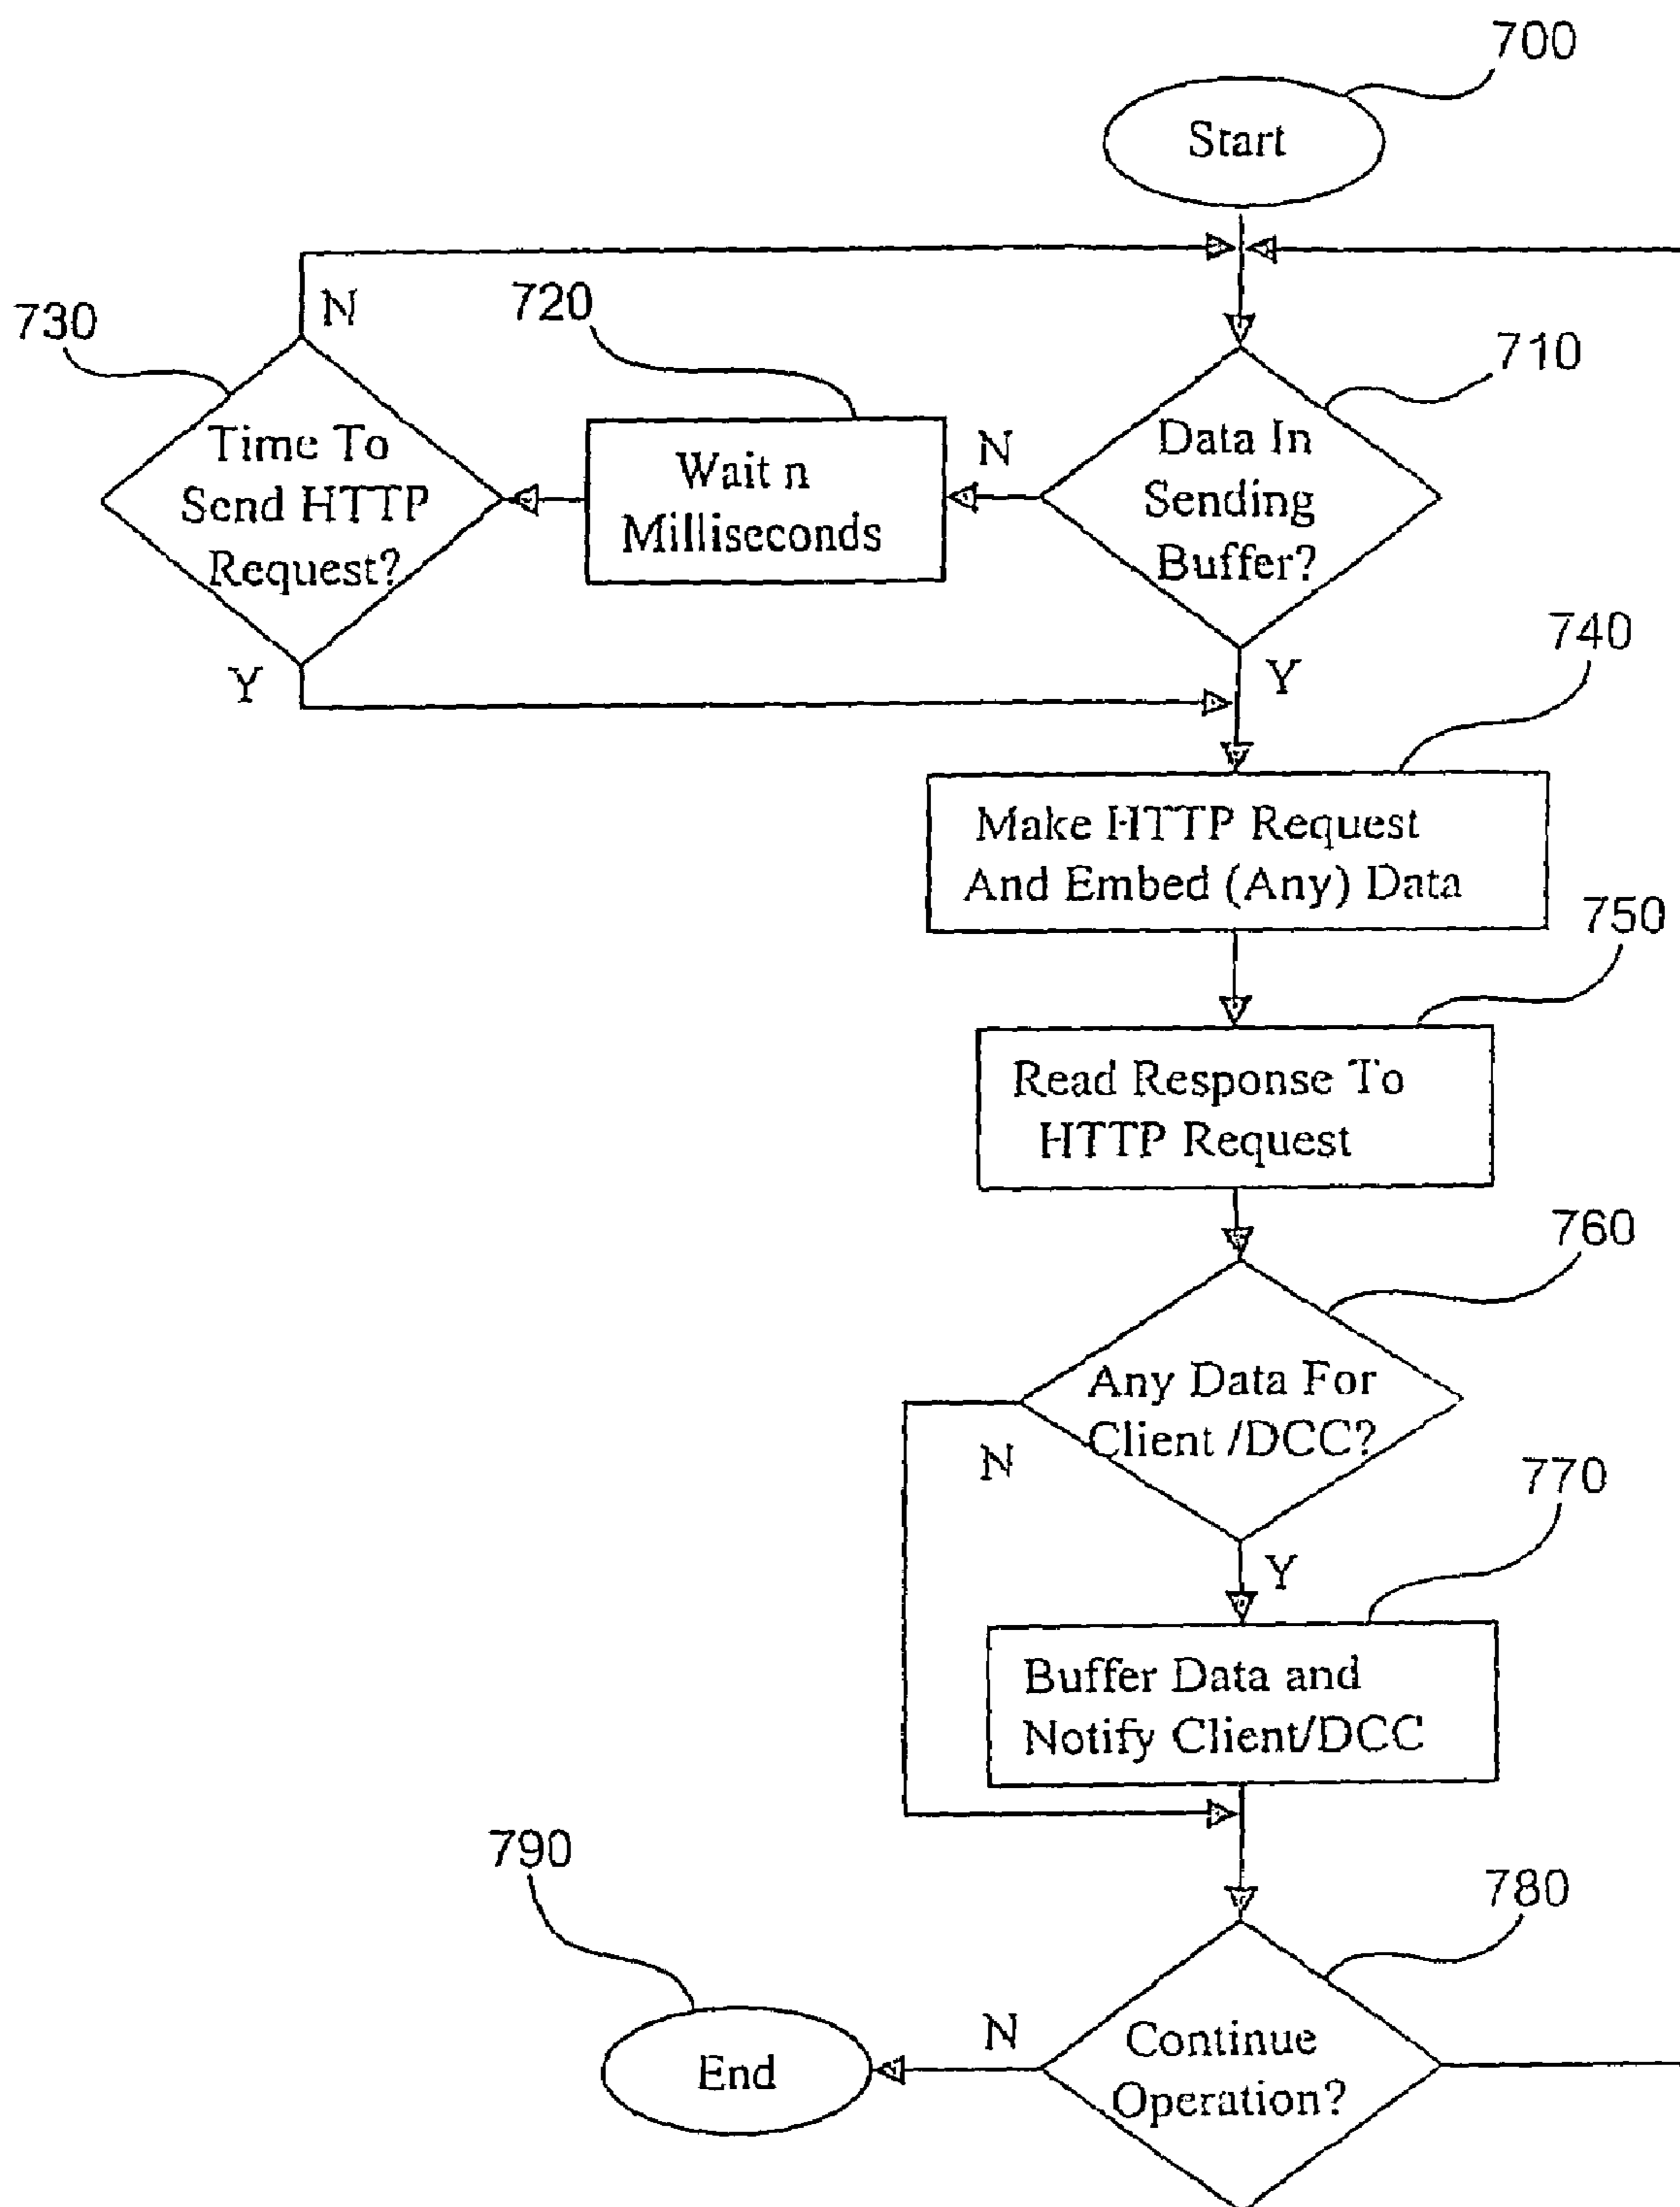 700
Start
730
N
720
710
Time To
Send HTTP
Request?
Wait n
Milliseconds
N
Data In
Sending
Buffer?
Y
Y
740
Make HTTP Request
And Embed (Any) Data
750
Read Response To
HTTP Request
760
Any Data For
Client /DCC?
N
770
Y
Buffer Data and
Notify Client/DCC
790
780
End
N
Continue
Operation?